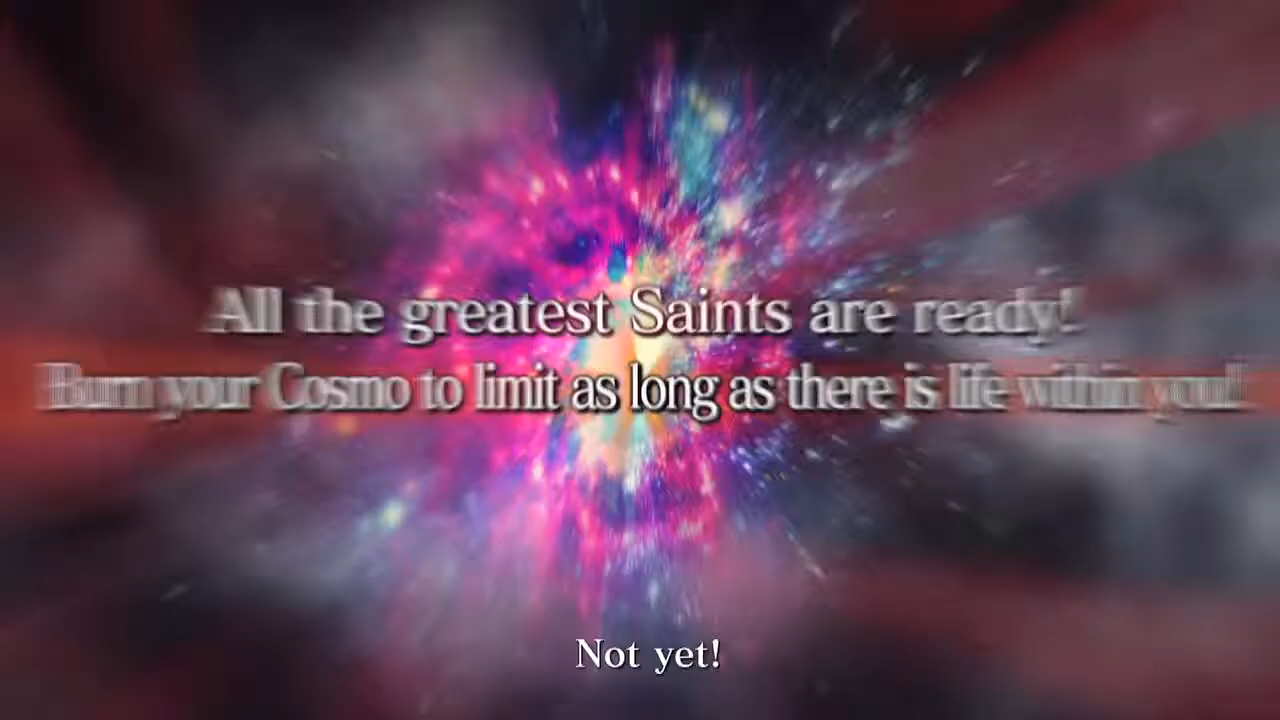 All the greatest Saints are ready!
Burn your Cosmo to limit as long as there is life within you!
Not yet!